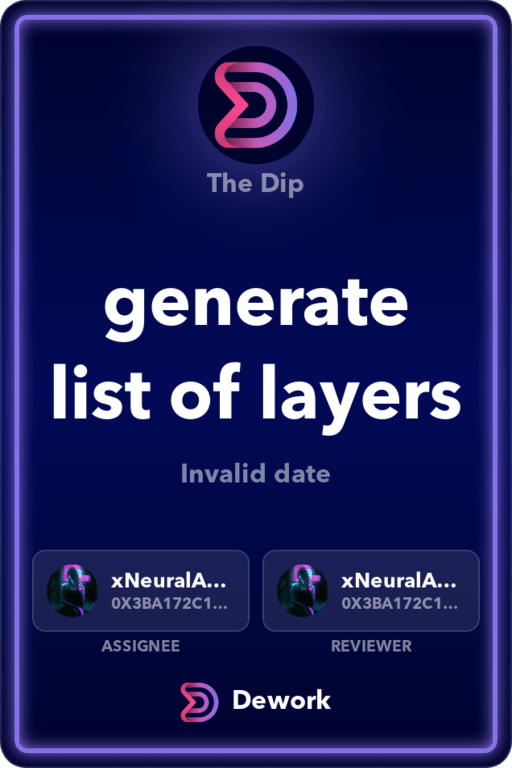 The Dip
generate
list of layers
Invalid date
xNeuralA...
0X3BA172C1...
ASSIGNEE
xNeuralA...
0X3BA172C1...
REVIEWER
Dework